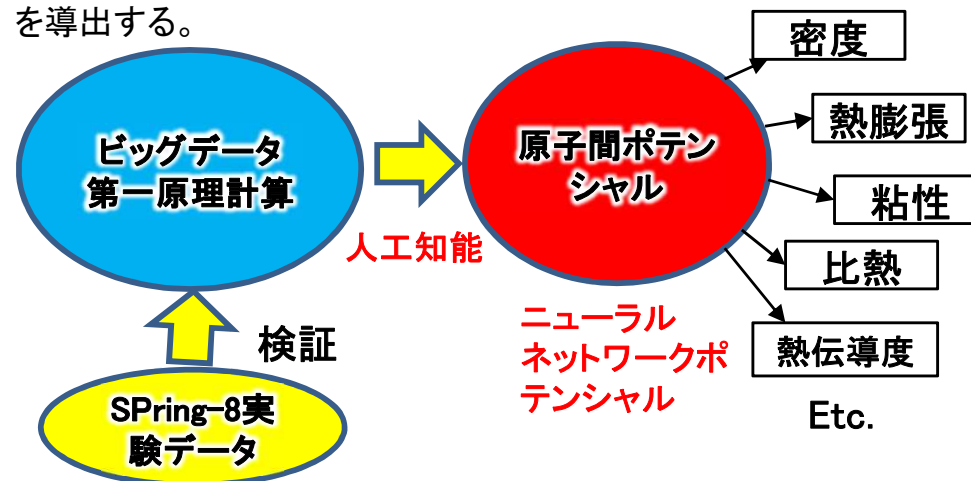 を導出する。
ビッグデータ
第一原理計算
人工知能
原子間ポテン
シャル
ニューラル
ネットワークポ
テンシャル
密度
熱膨張
粘性
比熱
熱伝導度
Etc.
検証
SPring-8実
験データ